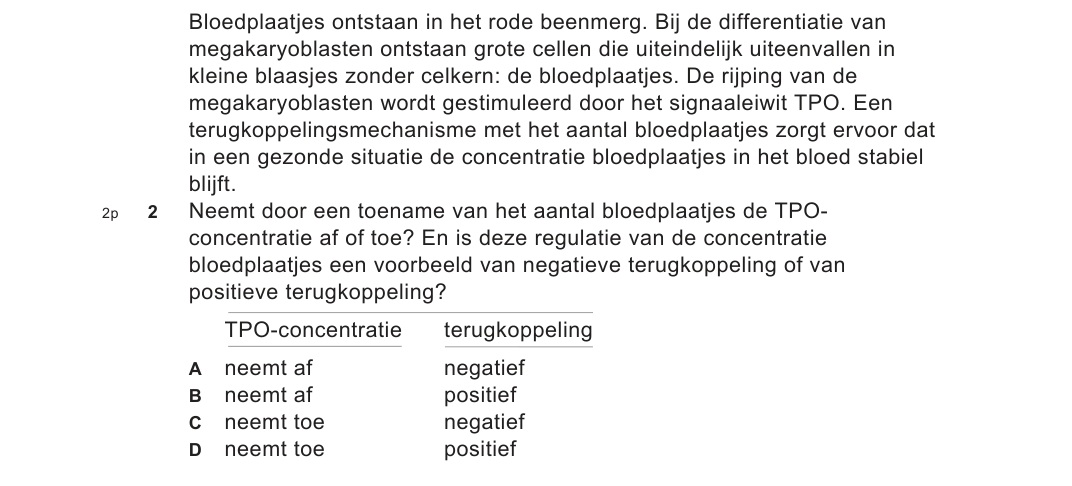 Bloedplaatjes ontstaan in het rode beenmerg. Bij de differentiatie van
megakaryoblasten ontstaan grote cellen die uiteindelijk uiteenvallen in
kleine blaasjes zonder celkern: de bloedplaatjes. De rijping van de
megakaryoblasten wordt gestimuleerd door het signaaleiwit TPO. Een
terugkoppelingsmechanisme met het aantal bloedplaatjes zorgt ervoor dat
in een gezonde situatie de concentratie bloedplaatjes in het bloed stabiel
blijft.
2p 2 Neemt door een toename van het aantal bloedplaatjes de TPO-
concentratie af of toe? En is deze regulatie van de concentratie
bloedplaatjes een voorbeeld van negatieve terugkoppeling of van
positieve terugkoppeling?
TPO-concentratie terugkoppeling
A neemt af negatief
B neemt af positief
C neemt toe negatief
D neemt toe positief